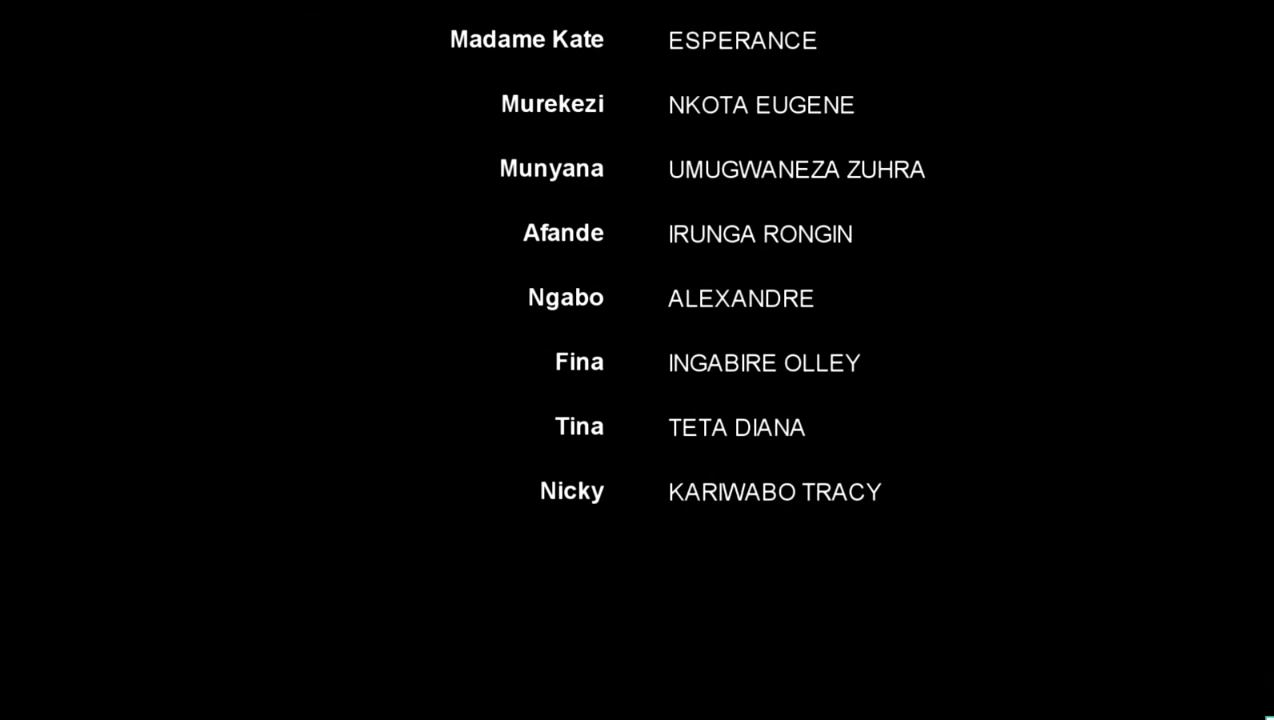 Madame Kate ESPERANCE
Murekezi NKOTA EUGENE
Munyana UMUGWANEZA ZUHRA
Afande IRUNGA RONGIN
Ngabo ALEXANDRE
Fina INGABIRE OLLEY
Tina TETA DIANA
Nicky KARIWABO TRACY